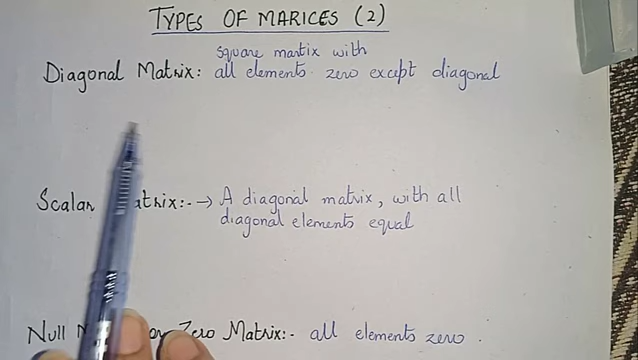 TYPES OF MARICES (2)
square martix with
Diagonal Matrix: all elements zero except diagonal
Scalar atrix:- → A diagonal matrix, with all
diagonal elements equal
Null M or Zero Matrix:- all elements zero.